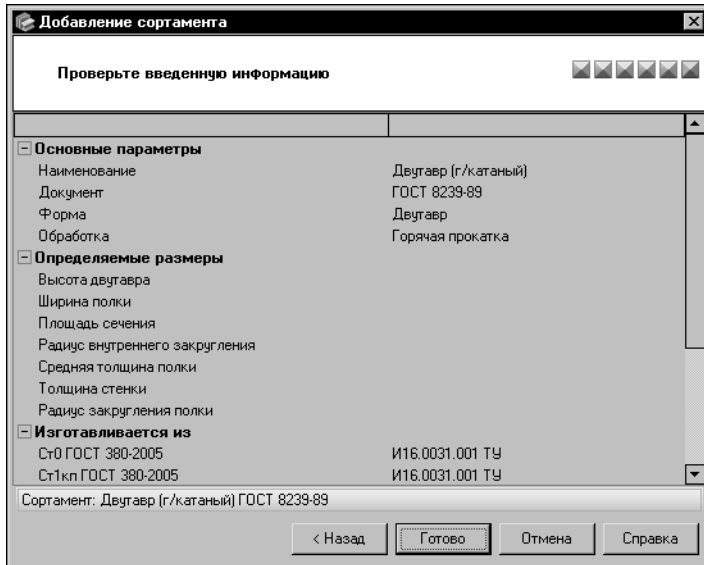 Добавление сортамента
Проверьте введенную информацию
Основные параметры
Наименование Двутавр (г/катаный)
Документ ГОСТ 8239-89
Форма Двутавр
Обработка Горячая прокатка
Определяемые размеры
Высота двутавра
Ширина полки
Площадь сечения
Радиус внутреннего закругления
Средняя толщина полки
Толщина стенки
Радиус закругления полки
Изготавливается из
Ст0 ГОСТ 380-2005 И16.0031.001 ТУ
Ст1кп ГОСТ 380-2005 И16.0031.001 ТУ
Сортамент: Двутавр (г/катаный) ГОСТ 8239-89
< Назад Готово Отмена Справка